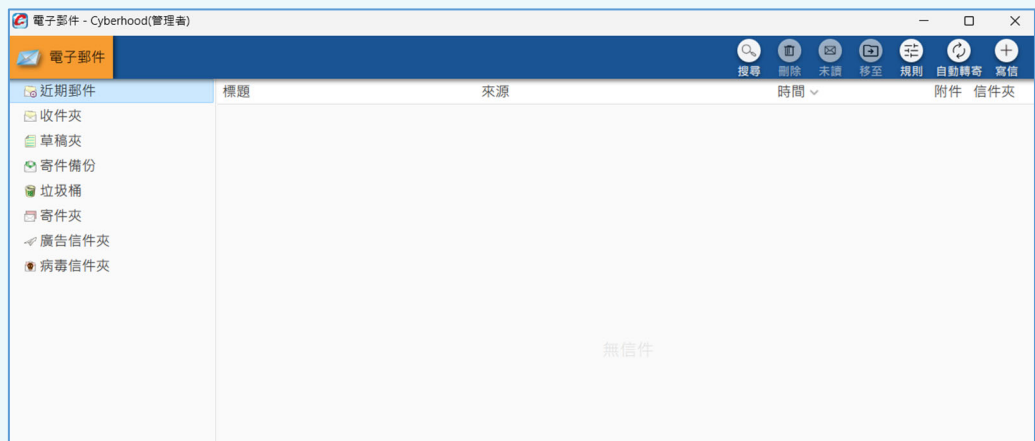 電子郵件 - Cyberhood(管理者)
電子郵件
搜尋 刪除 未讀 移至 規則 自動轉寄 寫信
近期郵件
標題 來源 時間 附件 信件夾
收件夾
草稿夾
寄件備份
垃圾桶
寄件夾
廣告信件夾
病毒信件夾
無信件